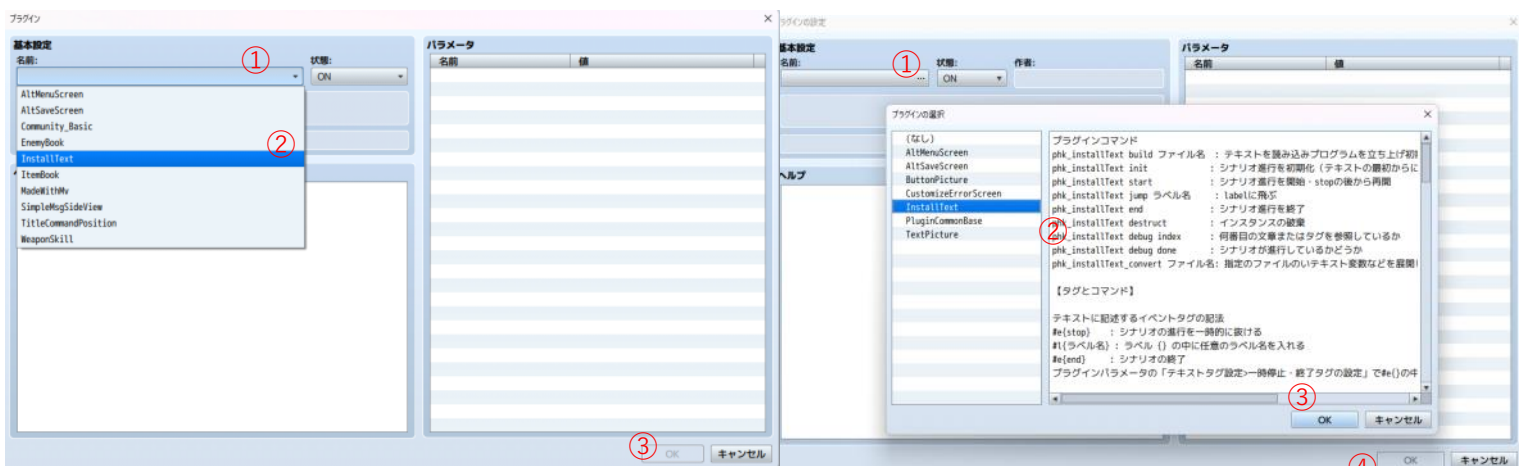 プラグイン
基本設定
名前:
状態:
①
ON
AltMenuScreen
AltSaveScreen
Community_Basic
EnemyBook
②
InstallText
ItemBook
MadeWithMv
SimpleMsgSideView
TitleCommandPosition
WeaponSkill
パラメータ
名前 値
③
OK
キャンセル
プラグインの設定
基本設定
名前:
①
状態:
作者:
...
ON
パラメータ
名前 値
ヘルプ
プラグインの選択
(なし)
AltMenuScreen
AltSaveScreen
ButtonPicture
CustomizeErrorScreen
InstallText
PluginCommonBase
TextPicture
②
プラグインコマンド
phk_installText build ファイル名 : テキストを読み込みプログラムを立ち上げ初
phk_installText init : シナリオ進行を初期化（テキストの最初からに
phk_installText start : シナリオ進行を開始・stopの後から再開
phk_installText jump ラベル名 : labelに飛ぶ
phk_installText end : シナリオ進行を終了
phk_installText destruct : インスタンスの破棄
phk_installText debug index : 何番目の文章またはタグを参照しているか
phk_installText debug done : シナリオが進行しているかどうか
phk_installText_convert ファイル名: 指定のファイルのいテキスト変数などを展開
【タグとコマンド】
テキストに記述するイベントタグの記法
#e{stop} : シナリオの進行を一時的に抜ける
#l{ラベル名} : ラベル {} の中に任意のラベル名を入れる
#e{end} : シナリオの終了
プラグインパラメータの「テキストタグ設定>一時停止・終了タグの設定」で#e{}の中
③
OK
キャンセル
④
OK
キャンセル